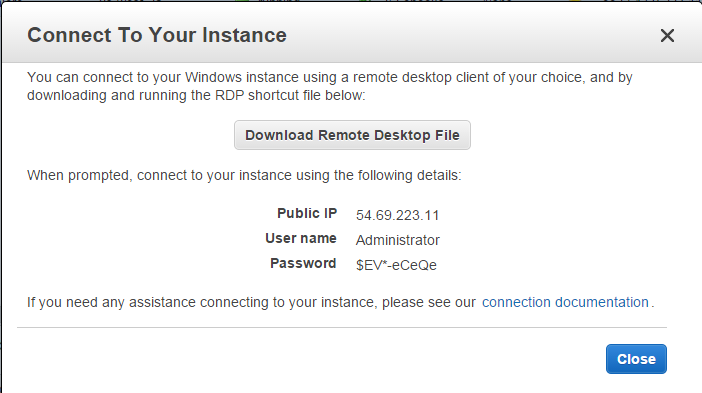 Connect To Your Instance
You can connect to your Windows instance using a remote desktop client of your choice, and by
downloading and running the RDP shortcut file below:
Download Remote Desktop File
When prompted, connect to your instance using the following details:
Public IP 54.69.223.11
User name Administrator
Password $EV*-eCeQe
If you need any assistance connecting to your instance, please see our connection documentation.
Close